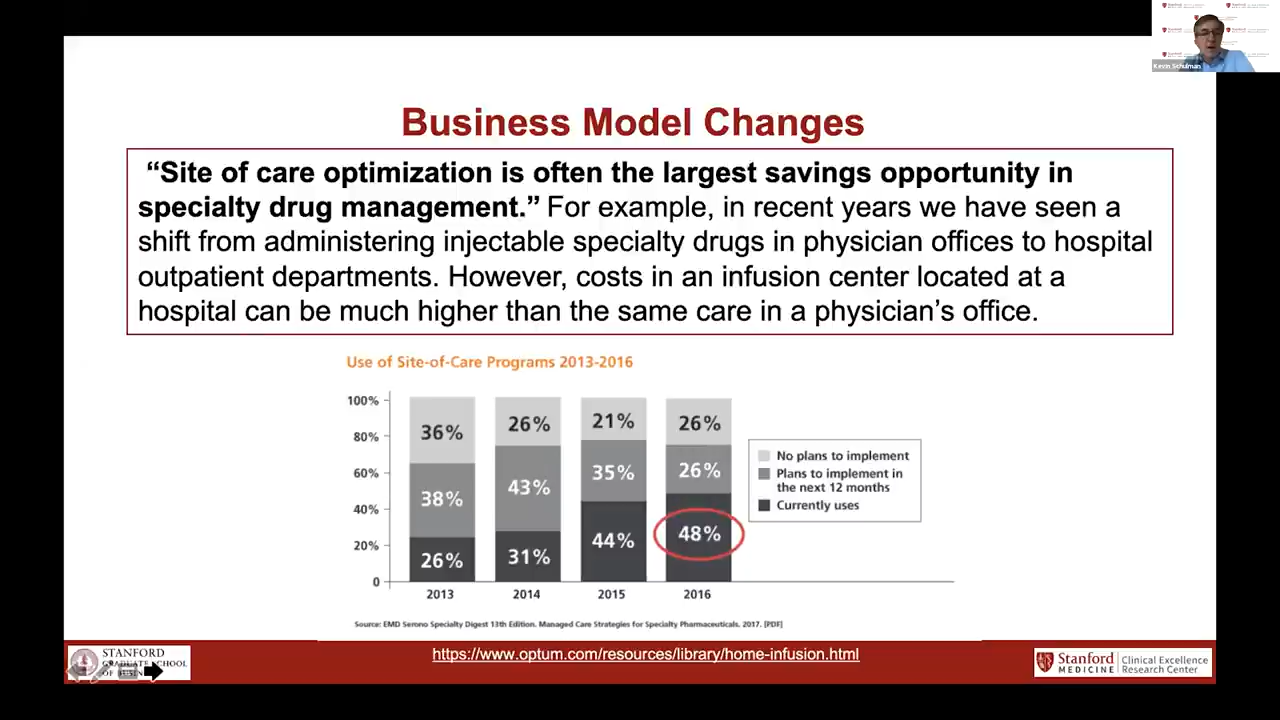 Kevin Schulman
Business Model Changes
“Site of care optimization is often the largest savings opportunity in
specialty drug management.” For example, in recent years we have seen a
shift from administering injectable specialty drugs in physician offices to hospital
outpatient departments. However, costs in an infusion center located at a
hospital can be much higher than the same care in a physician’s office.
Use of Site-of-Care Programs 2013-2016
100%
80%
60%
40%
20%
0
36%
38%
26%
26%
43%
31%
21%
35%
44%
26%
26%
48%
2013
2014
2015
2016
No plans to implement
Plans to implement in
the next 12 months
Currently uses
Source: EMD Serono Specialty Digest 13th Edition. Managed Care Strategies for Specialty Pharmaceuticals. 2017. [PDF]
https://www.optum.com/resources/library/home-infusion.html
STANFORD
GRADUATE SCHOOL
Stanford
MEDICINE
Clinical Excellence
Research Center